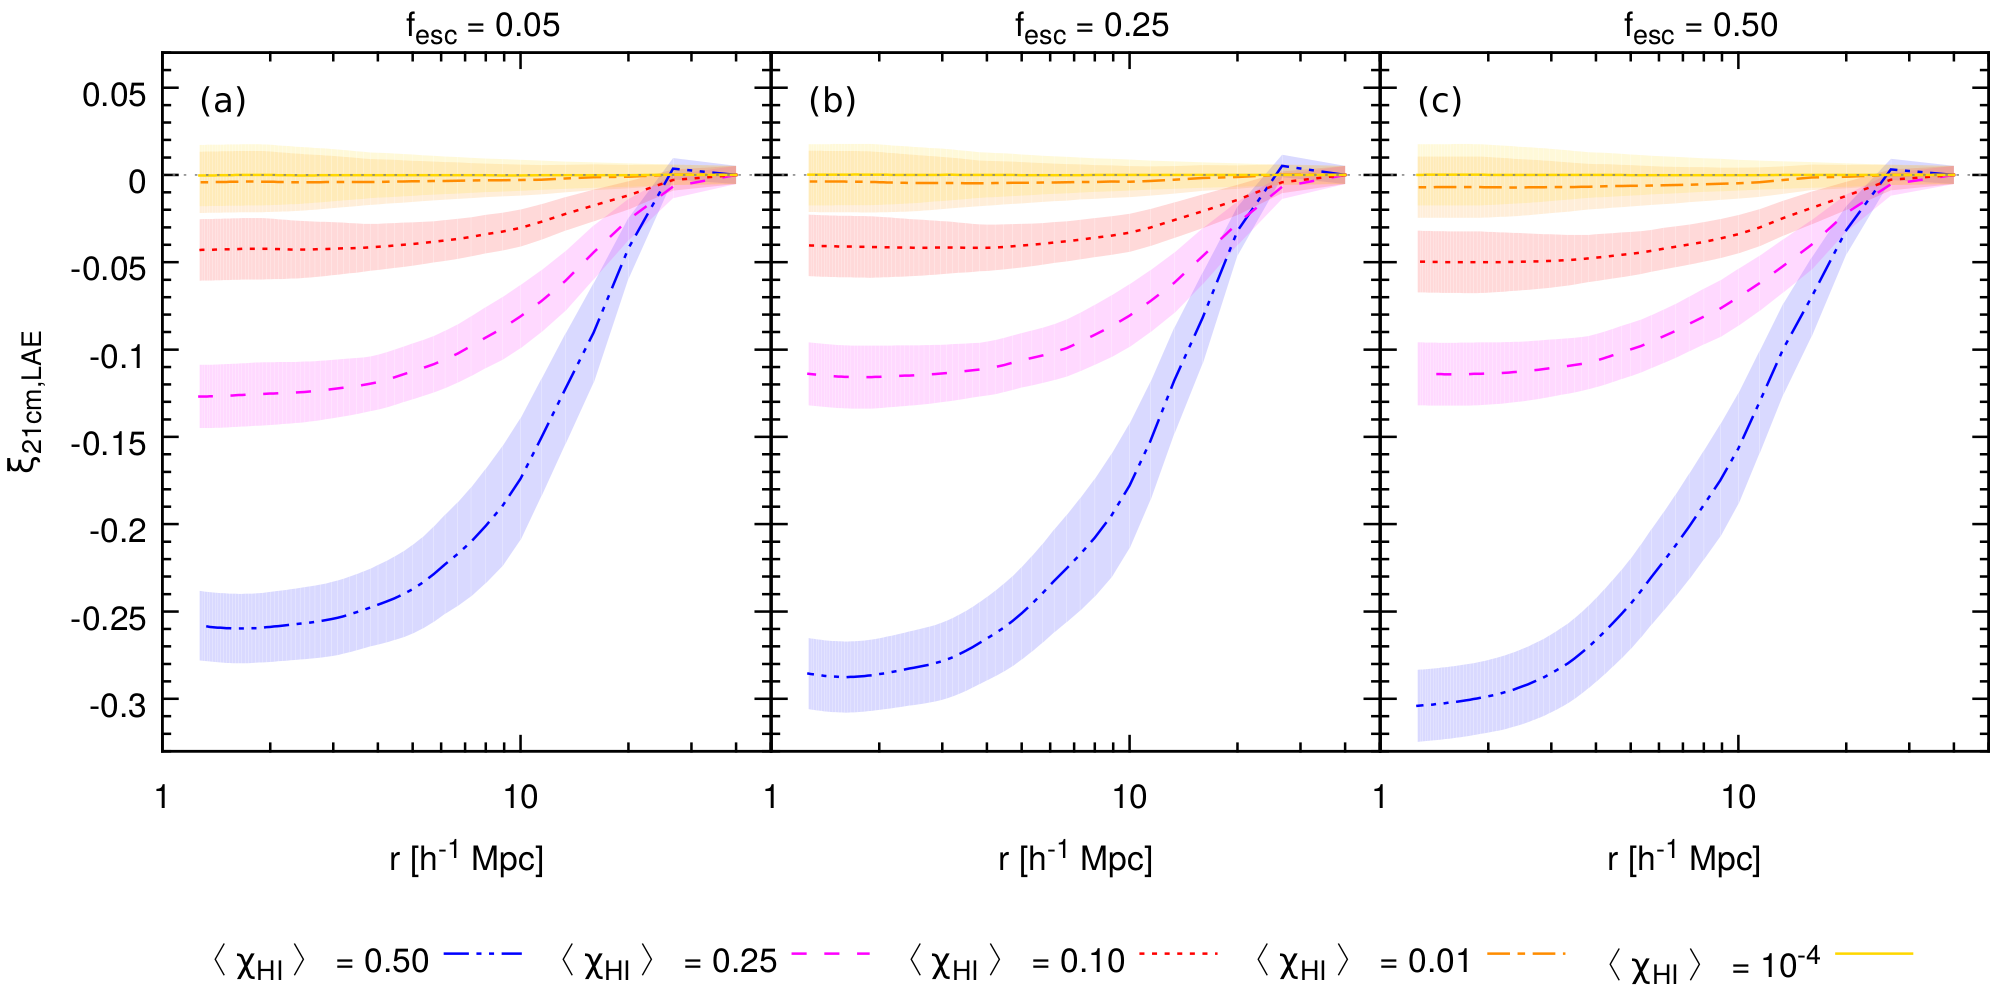 f_esc = 0.05 f_esc = 0.25 f_esc = 0.50
(a) (b) (c)
0.05
0
-0.05
-0.1
-0.15
-0.2
-0.25
-0.3
ξ_21cm,LAE
1 10 1 10 1 10
r [h^-1 Mpc] r [h^-1 Mpc] r [h^-1 Mpc]
〈χ_HI〉 = 0.50 〈χ_HI〉 = 0.25 〈χ_HI〉 = 0.10 〈χ_HI〉 = 0.01 〈χ_HI〉 = 10^-4